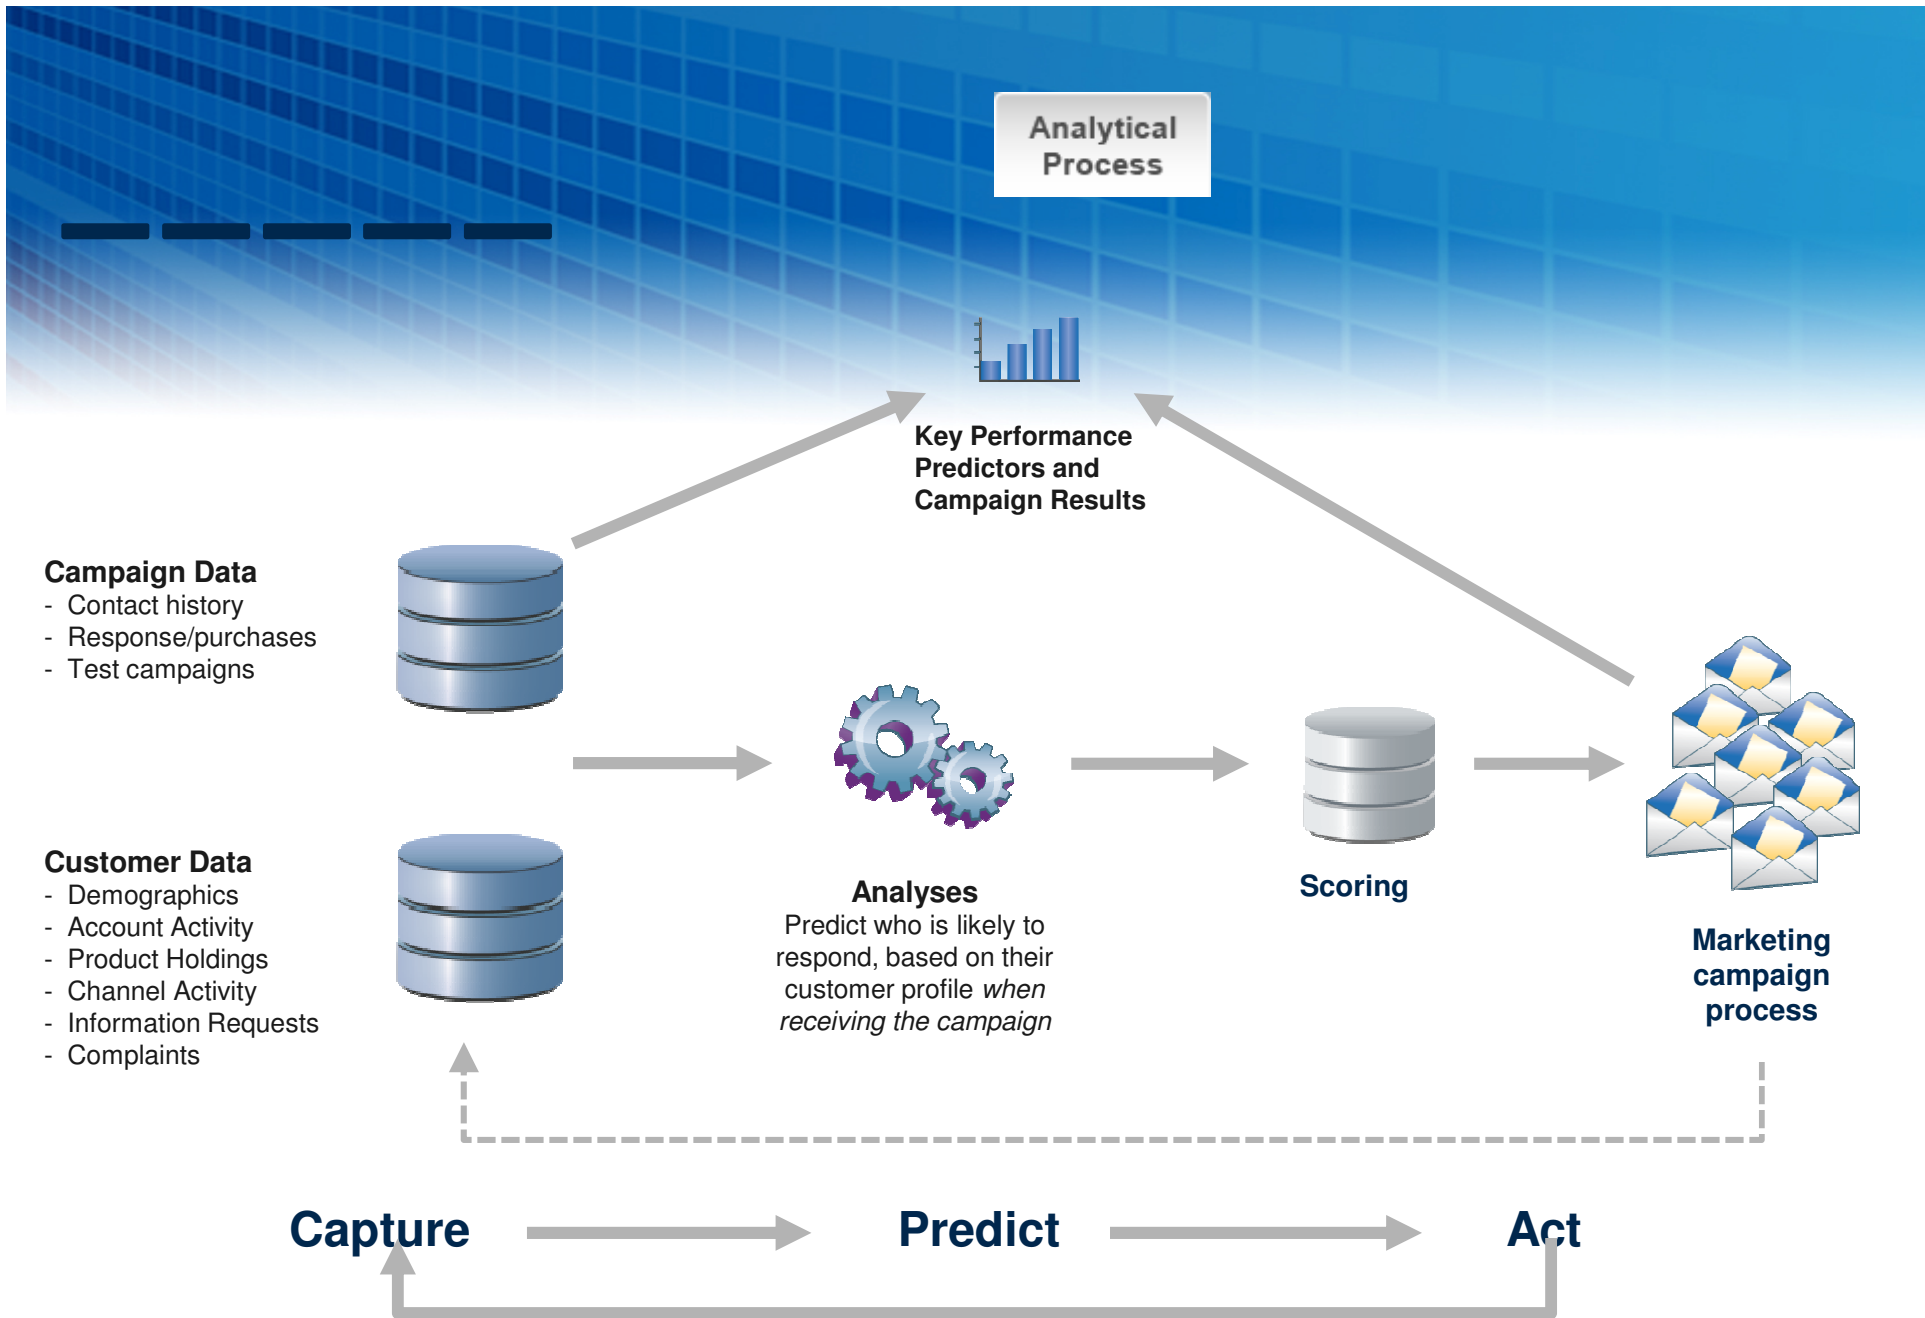 Analytical
Process
Key Performance
Predictors and
Campaign Results
Campaign Data
- Contact history
- Response/purchases
- Test campaigns
Customer Data
- Demographics
- Account Activity
- Product Holdings
- Channel Activity
- Information Requests
- Complaints
Analyses
Predict who is likely to
respond, based on their
customer profile when
receiving the campaign
Scoring
Marketing
campaign
process
Capture
Predict
Act